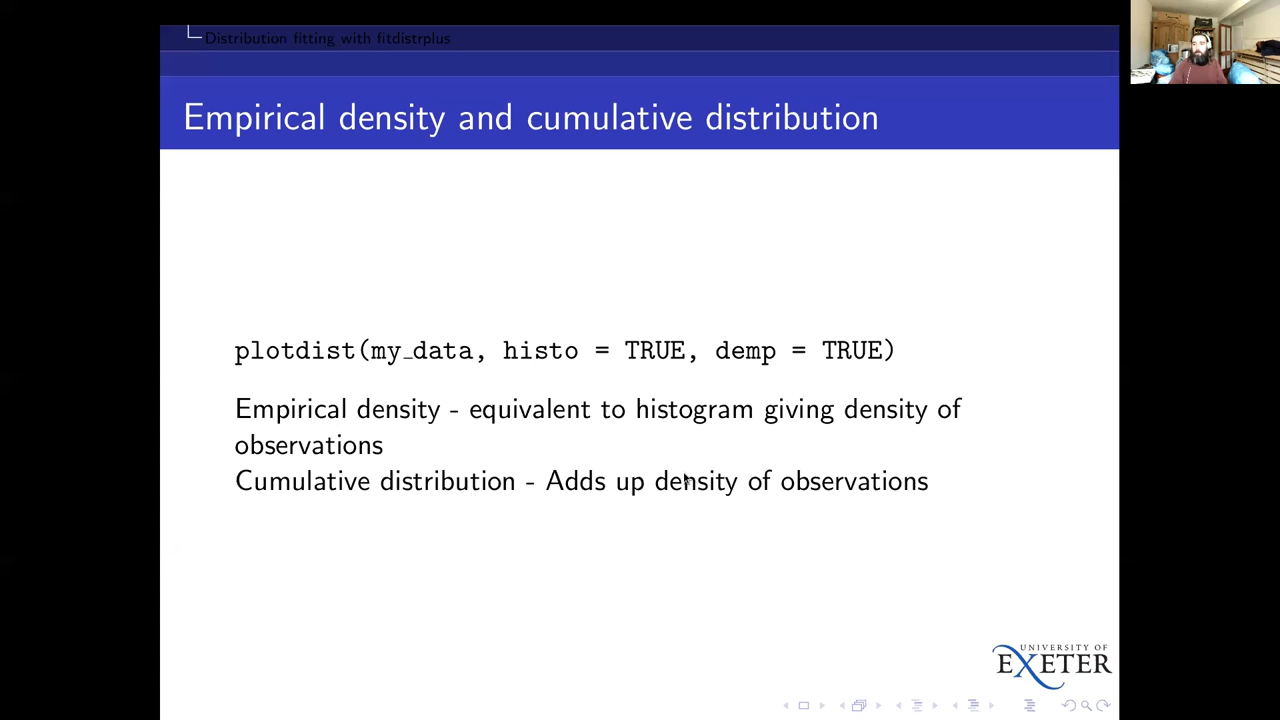 Distribution fitting with fitdistrplus
Empirical density and cumulative distribution
plotdist(my_data, histo = TRUE, demp = TRUE)
Empirical density - equivalent to histogram giving density of
observations
Cumulative distribution - Adds up density of observations
UNIVERSITY OF
EXETER